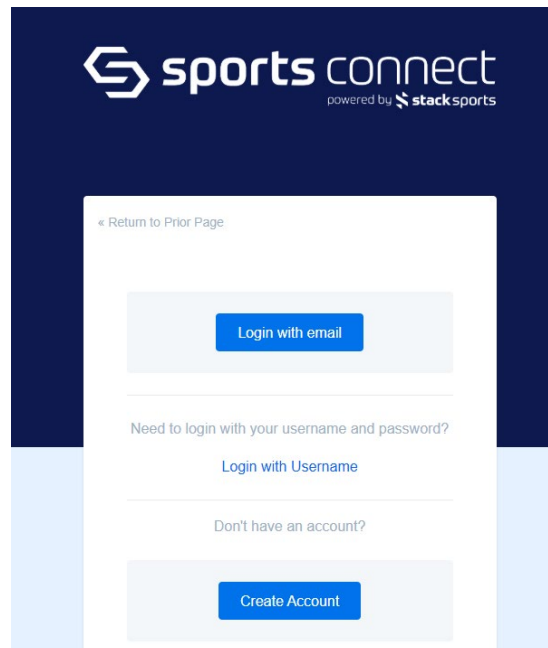 sports connect
powered by stack sports
« Return to Prior Page
Login with email
Need to login with your username and password?
Login with Username
Don't have an account?
Create Account